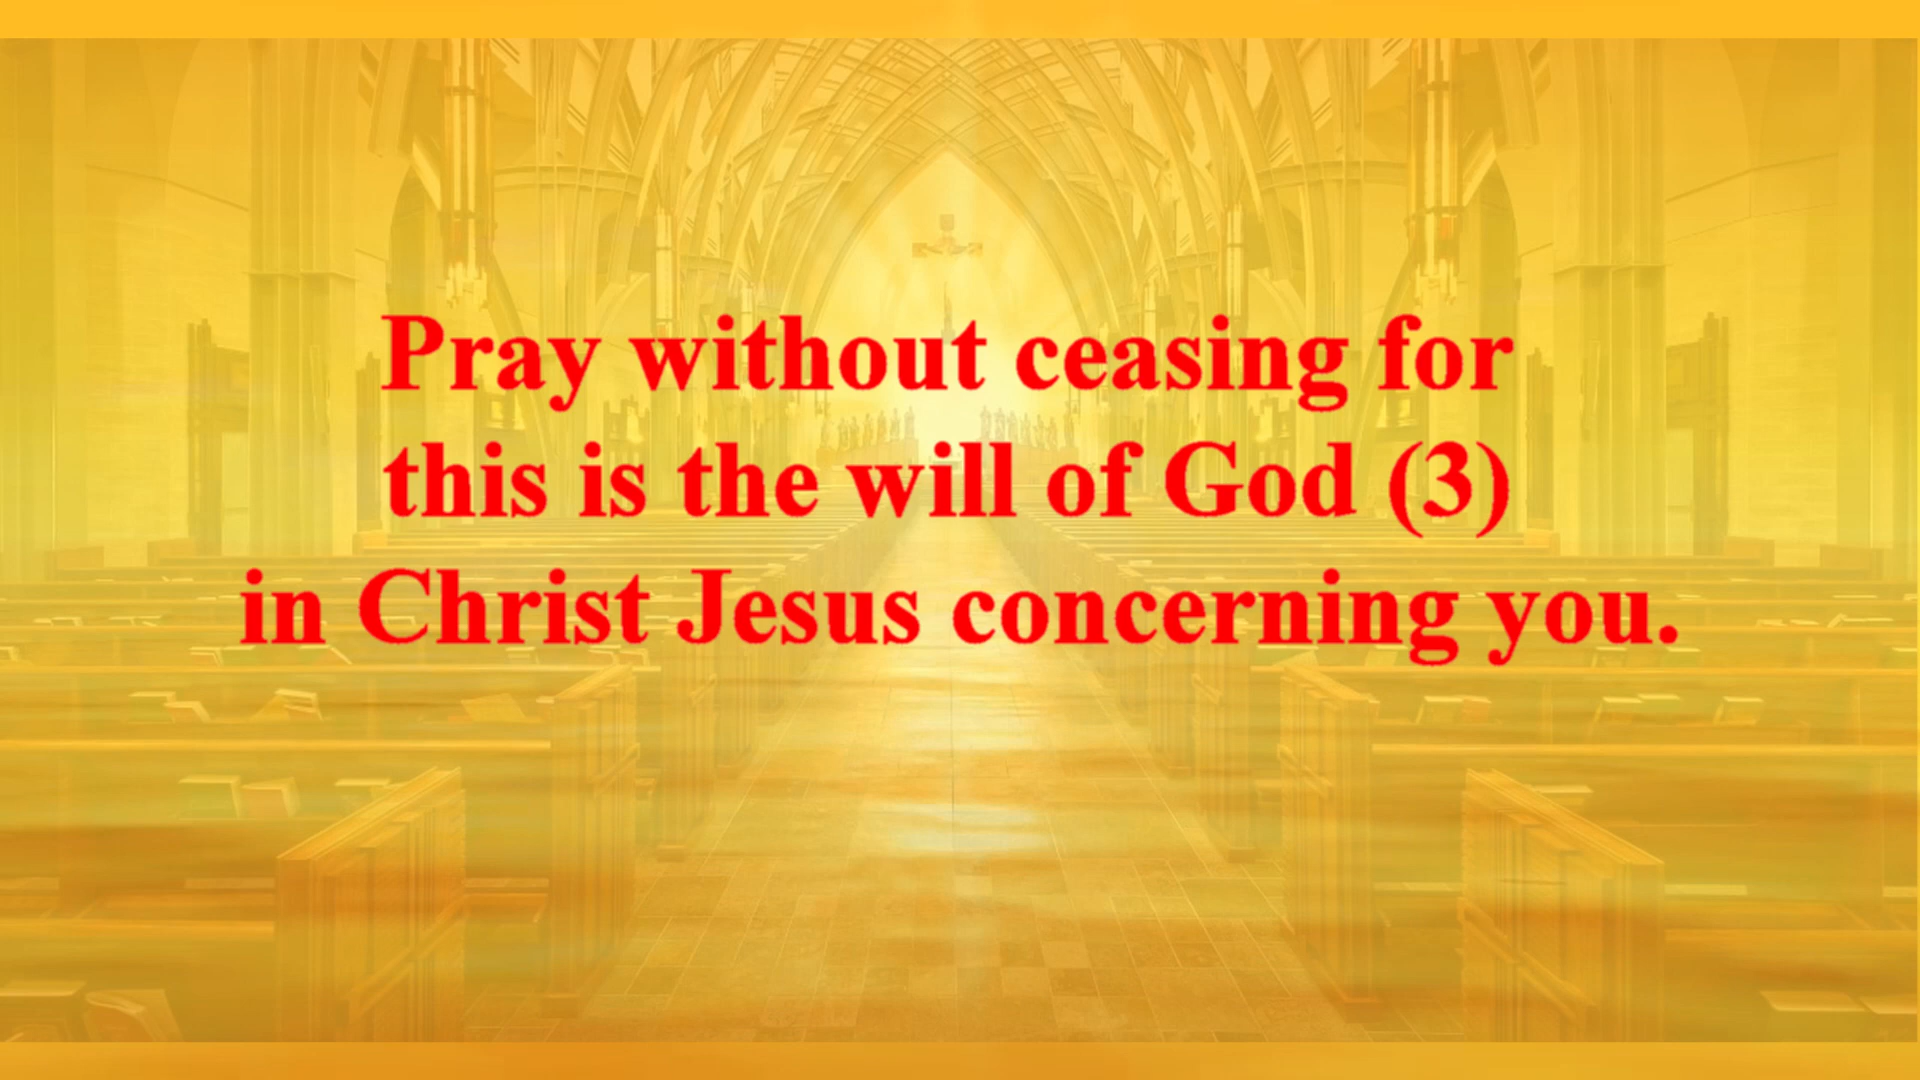 Pray without ceasing for
this is the will of God (3)
in Christ Jesus concerning you.